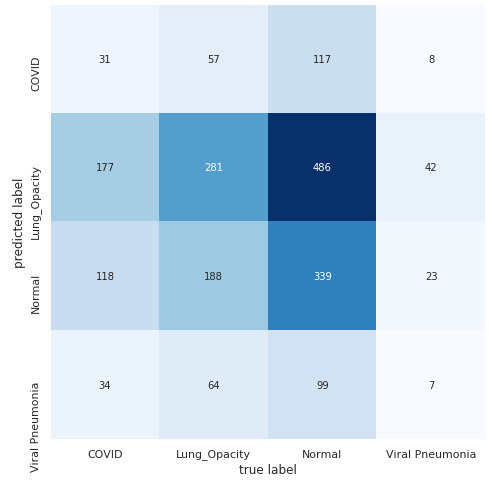 predicted label
COVID
31 57 117 8
Lung_Opacity
177 281 486 42
Normal
118 188 339 23
Viral Pneumonia
34 64 99 7
COVID Lung_Opacity Normal Viral Pneumonia
true label